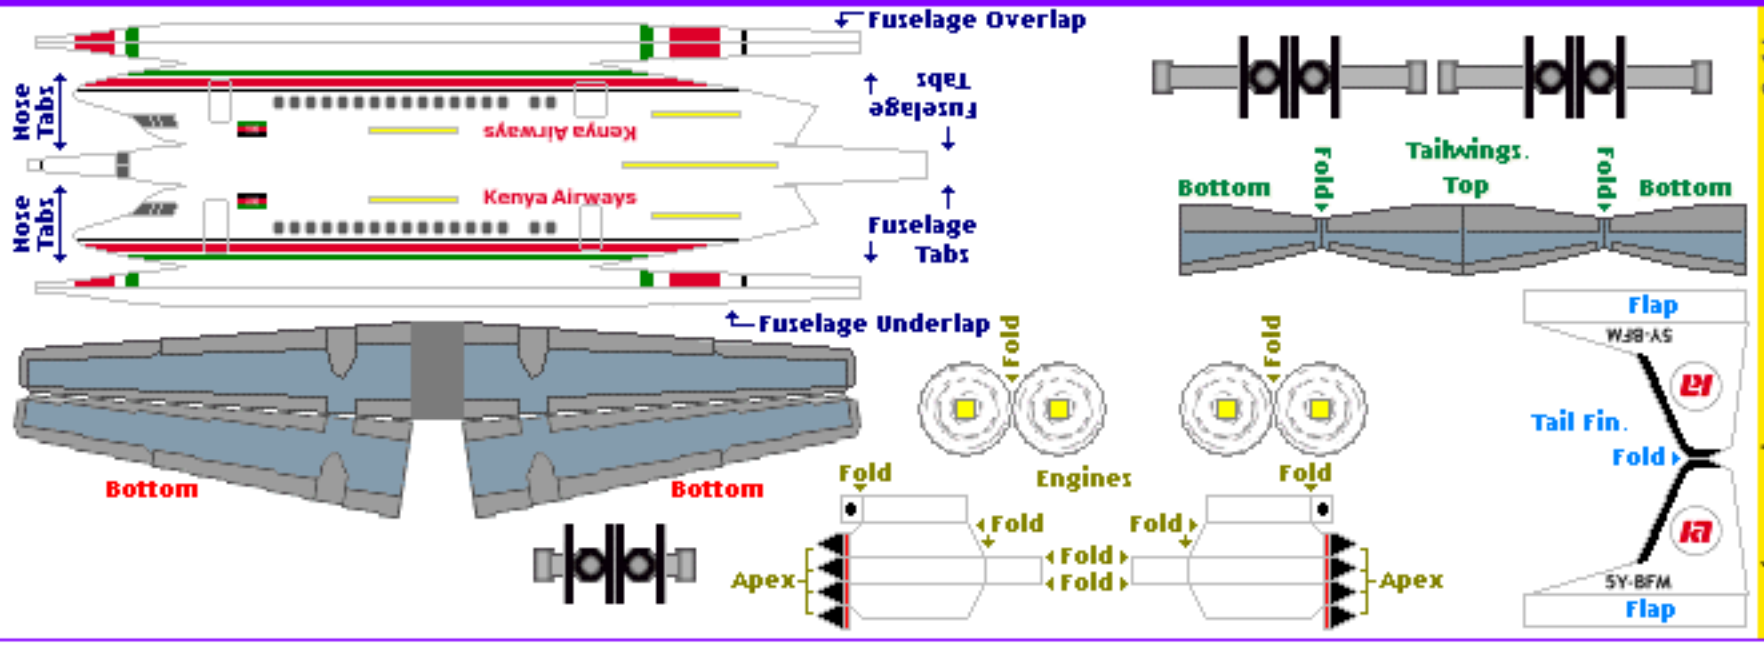 Fuselage Overlap
Nose
Tabs
Fuselage
Tabs
Kenya Airways
Kenya Airways
Nose
Tabs
Fuselage
Tabs
Fuselage Underlap
Bottom
Bottom
Tailwings.
Fold
Fold
Bottom
Top
Bottom
Flap
5Y-BFM
Tail Fin.
Fold
5Y-BFM
Flap
Fold
Fold
Engines
Fold
Fold
Fold
Fold
Fold
Fold
Apex
Apex